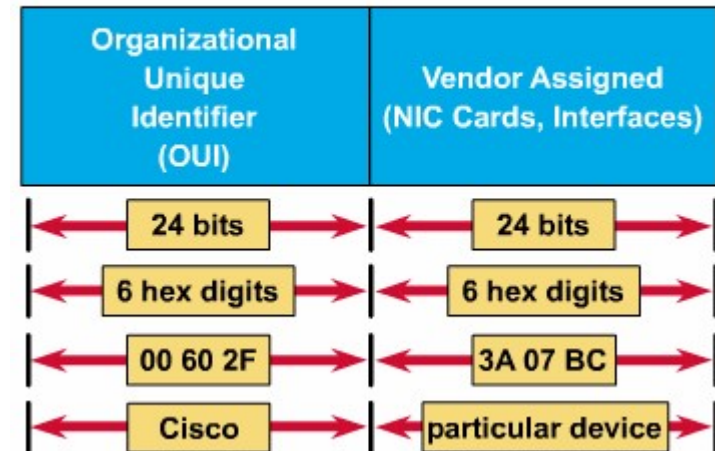 Organizational
Unique
Identifier
(OUI)
Vendor Assigned
(NIC Cards, Interfaces)
24 bits
24 bits
6 hex digits
6 hex digits
00 60 2F
3A 07 BC
Cisco
particular device